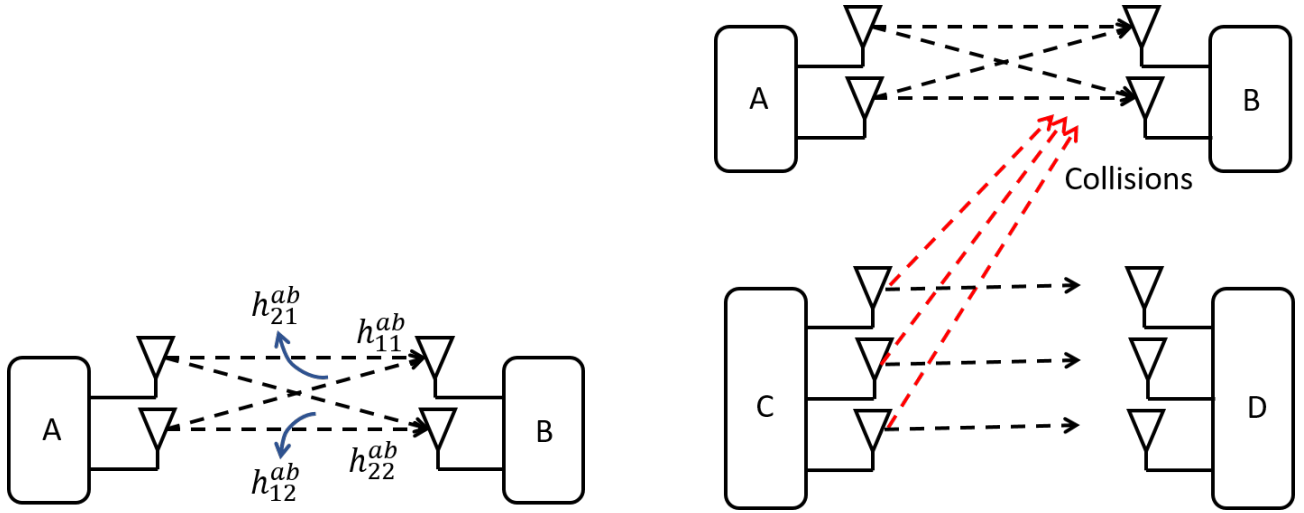 A
B
Collisions
C
D
h_{21}^{ab}
h_{11}^{ab}
A
B
h_{12}^{ab}
h_{22}^{ab}